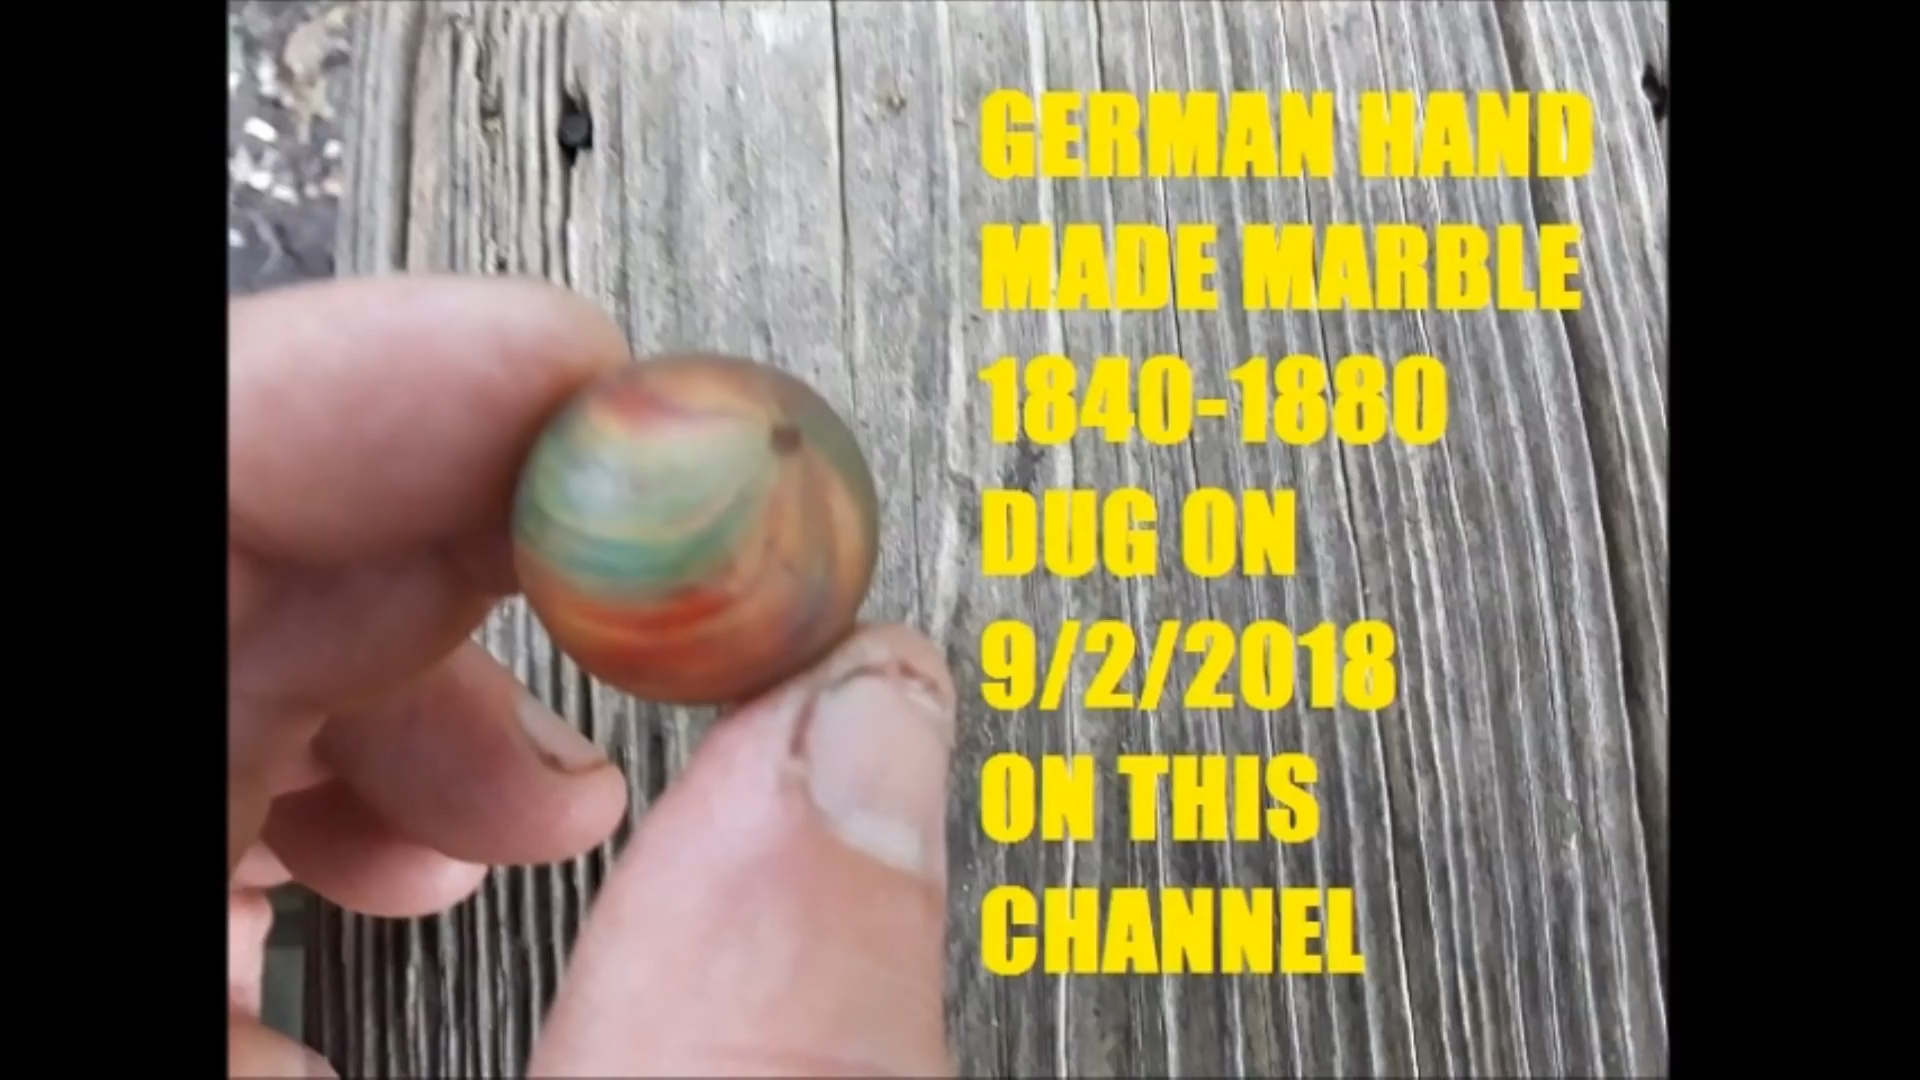 GERMAN HAND
MADE MARBLE
1840-1880
DUG ON
9/2/2018
ON THIS
CHANNEL